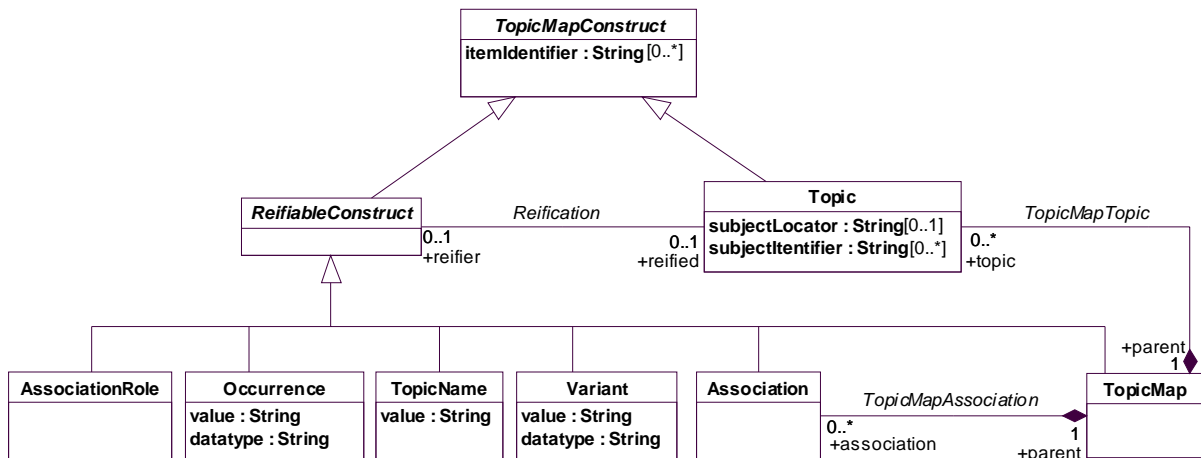 TopicMapConstruct
itemIdentifier : String[0..*]
ReifiableConstruct
Reification
0..1
+reifier
0..1
+reified
Topic
subjectLocator : String[0..1]
subjectItentifier : String[0..*]
TopicMapTopic
0..*
+topic
+parent
1
AssociationRole
Occurrence
value : String
datatype : String
TopicName
value : String
Variant
value : String
datatype : String
Association
TopicMapAssociation
0..*
+association
1
+parent
TopicMap